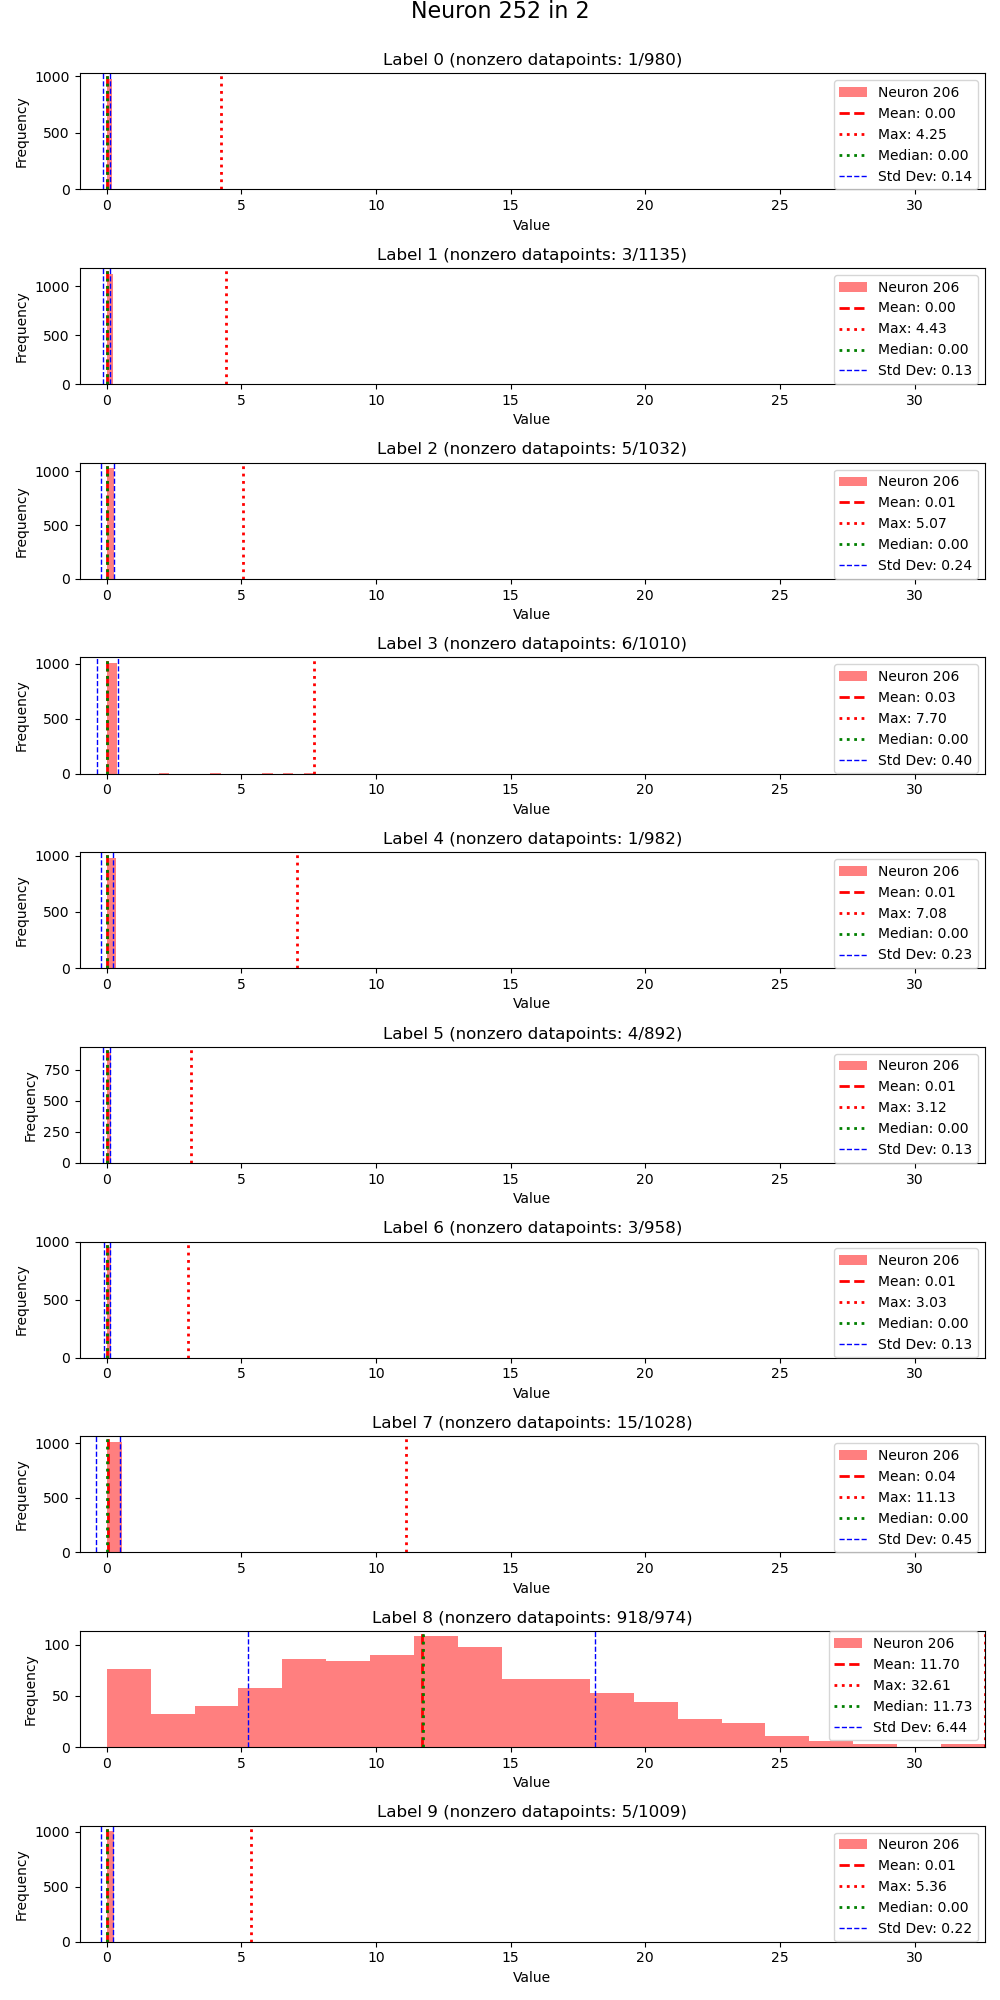 Neuron 252 in 2
Label 0 (nonzero datapoints: 1/980)
Frequency
1000
500
0
Neuron 206
Mean: 0.00
Max: 4.25
Median: 0.00
Std Dev: 0.14
0 5 10 15 20 25 30
Value
Label 1 (nonzero datapoints: 3/1135)
Frequency
1000
500
0
Neuron 206
Mean: 0.00
Max: 4.43
Median: 0.00
Std Dev: 0.13
0 5 10 15 20 25 30
Value
Label 2 (nonzero datapoints: 5/1032)
Frequency
1000
500
0
Neuron 206
Mean: 0.01
Max: 5.07
Median: 0.00
Std Dev: 0.24
0 5 10 15 20 25 30
Value
Label 3 (nonzero datapoints: 6/1010)
Frequency
1000
500
0
Neuron 206
Mean: 0.03
Max: 7.70
Median: 0.00
Std Dev: 0.40
0 5 10 15 20 25 30
Value
Label 4 (nonzero datapoints: 1/982)
Frequency
1000
500
0
Neuron 206
Mean: 0.01
Max: 7.08
Median: 0.00
Std Dev: 0.23
0 5 10 15 20 25 30
Value
Label 5 (nonzero datapoints: 4/892)
Frequency
750
500
250
0
Neuron 206
Mean: 0.01
Max: 3.12
Median: 0.00
Std Dev: 0.13
0 5 10 15 20 25 30
Value
Label 6 (nonzero datapoints: 3/958)
Frequency
1000
500
0
Neuron 206
Mean: 0.01
Max: 3.03
Median: 0.00
Std Dev: 0.13
0 5 10 15 20 25 30
Value
Label 7 (nonzero datapoints: 15/1028)
Frequency
1000
500
0
Neuron 206
Mean: 0.04
Max: 11.13
Median: 0.00
Std Dev: 0.45
0 5 10 15 20 25 30
Value
Label 8 (nonzero datapoints: 918/974)
Frequency
100
50
0
Neuron 206
Mean: 11.70
Max: 32.61
Median: 11.73
Std Dev: 6.44
0 5 10 15 20 25 30
Value
Label 9 (nonzero datapoints: 5/1009)
Frequency
1000
500
0
Neuron 206
Mean: 0.01
Max: 5.36
Median: 0.00
Std Dev: 0.22
0 5 10 15 20 25 30
Value